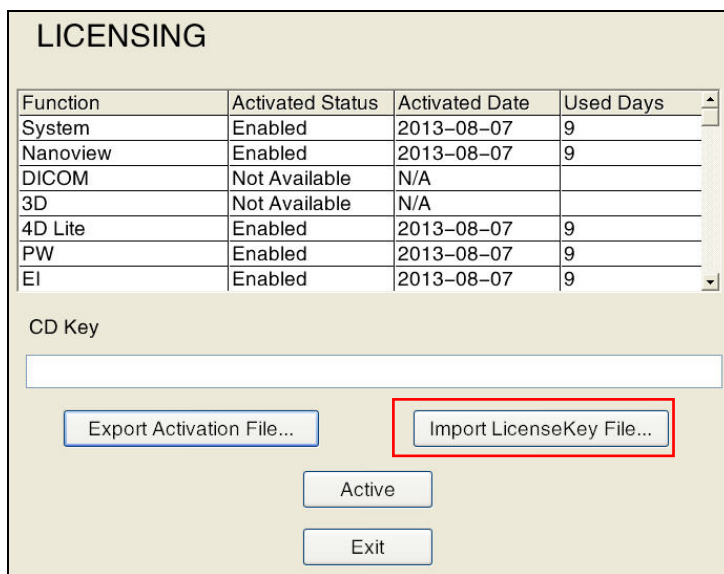 LICENSING
Function Activated Status Activated Date Used Days
System Enabled 2013-08-07 9
Nanoview Enabled 2013-08-07 9
DICOM Not Available N/A
3D Not Available N/A
4D Lite Enabled 2013-08-07 9
PW Enabled 2013-08-07 9
EI Enabled 2013-08-07 9
CD Key
Export Activation File... Import LicenseKey File...
Active
Exit